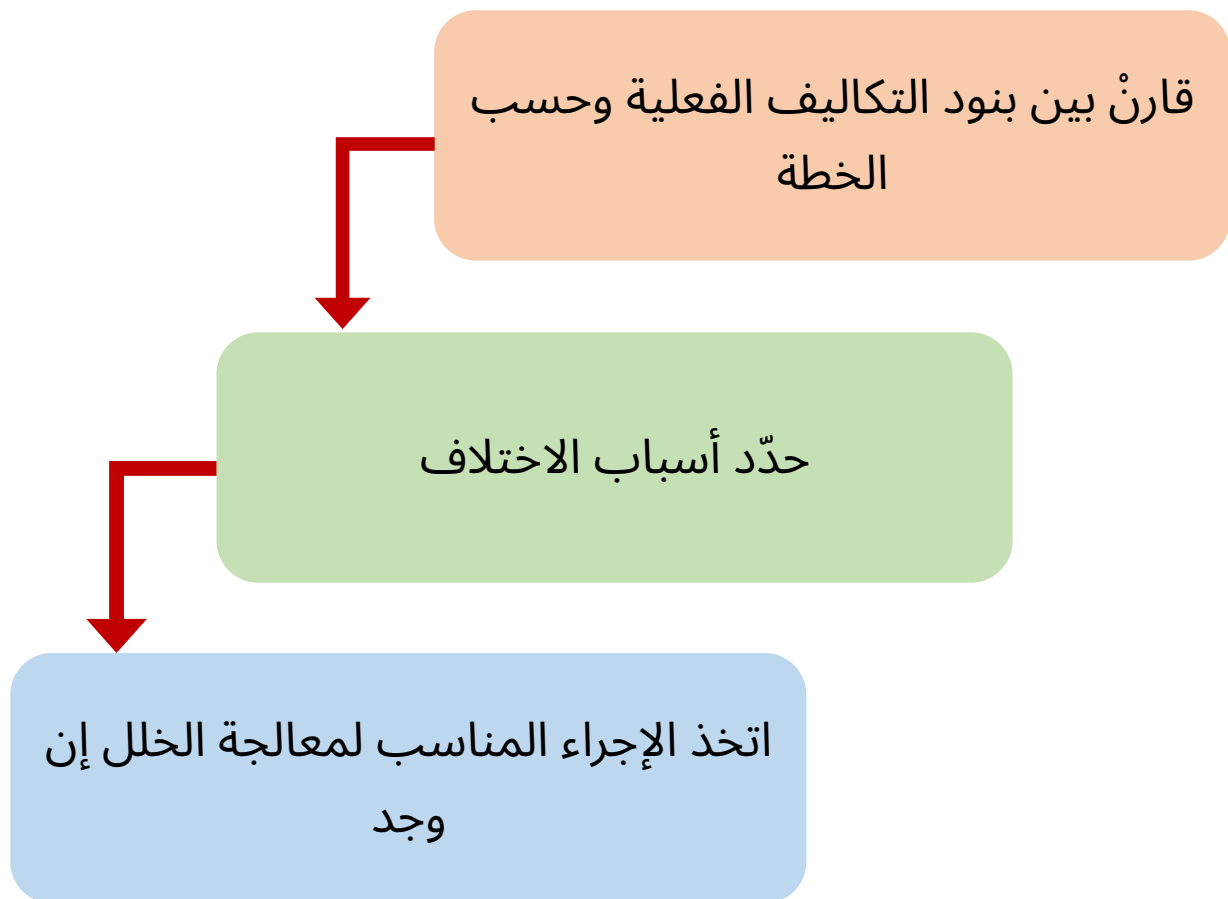 قارنْ بين بنود التكاليف الفعلية وحسب
الخطة
حدّد أسباب الاختلاف
اتخذ الإجراء المناسب لمعالجة الخلل إن
وجد